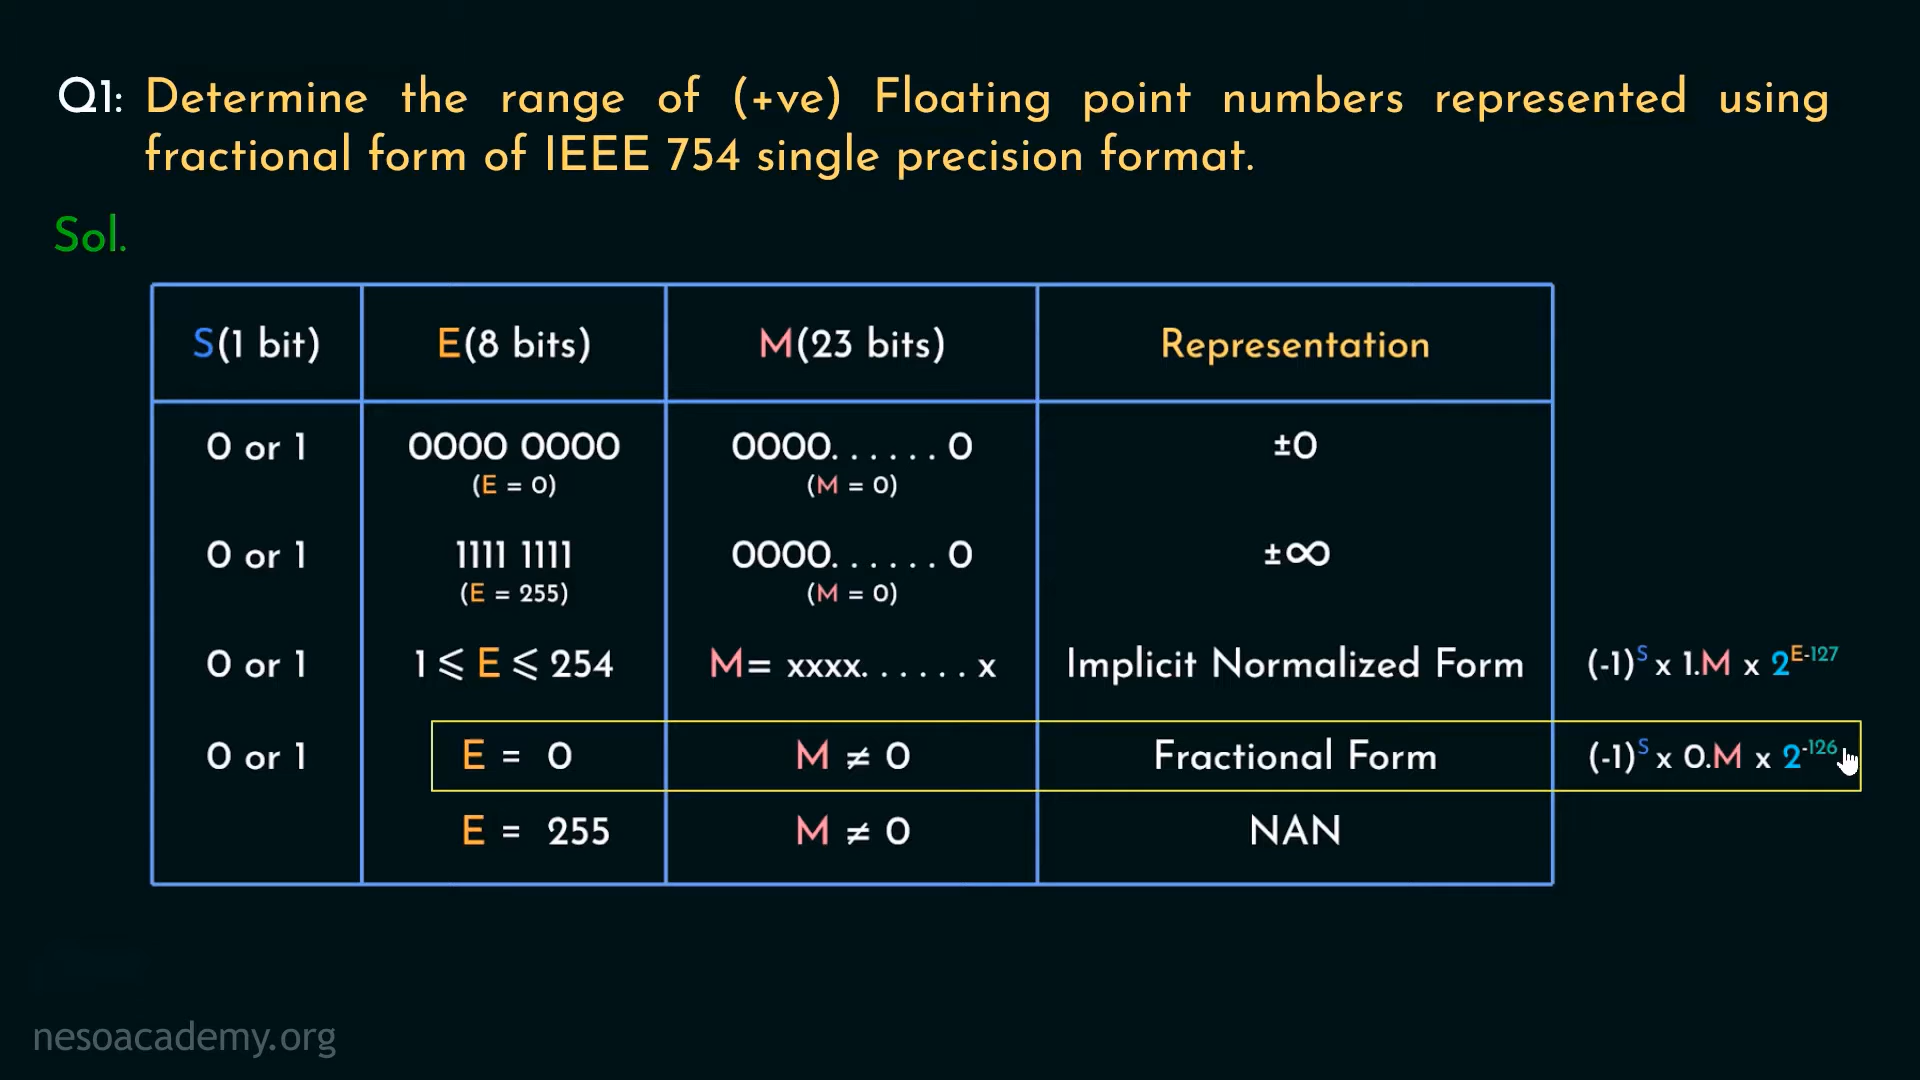 Q1: Determine the range of (+ve) Floating point numbers represented using
fractional form of IEEE 754 single precision format.
Sol.
S(1 bit) E(8 bits) M(23 bits) Representation
0 or 1 0000 0000 0000. . . . . . 0 ±0
(E = 0) (M = 0)
0 or 1 1111 1111 0000. . . . . . 0 ±∞
(E = 255) (M = 0)
0 or 1 1 ⩽ E ⩽ 254 M= xxxx. . . . . . x Implicit Normalized Form (-1)^S x 1.M x 2^E-127
0 or 1 E = 0 M ≠ 0 Fractional Form (-1)^S x 0.M x 2^-126
E = 255 M ≠ 0 NAN
nesoacademy.org